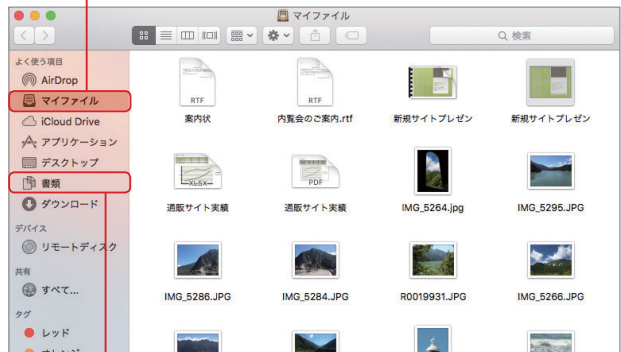 マイファイル
検索
よく使う項目
AirDrop
マイファイル
iCloud Drive
アプリケーション
デスクトップ
書類
ダウンロード
デバイス
リモートディスク
共有
すべて...
タグ
レッド
オレンジ
RTF
RTF
案内状
内覧会のご案内.rtf
新規サイトプレゼン
新規サイトプレゼン
XLSX
PDF
通販サイト実績
通販サイト実績
IMG_5264.jpg
IMG_5295.JPG
IMG_5286.JPG
IMG_5284.JPG
R0019931.JPG
IMG_5266.JPG